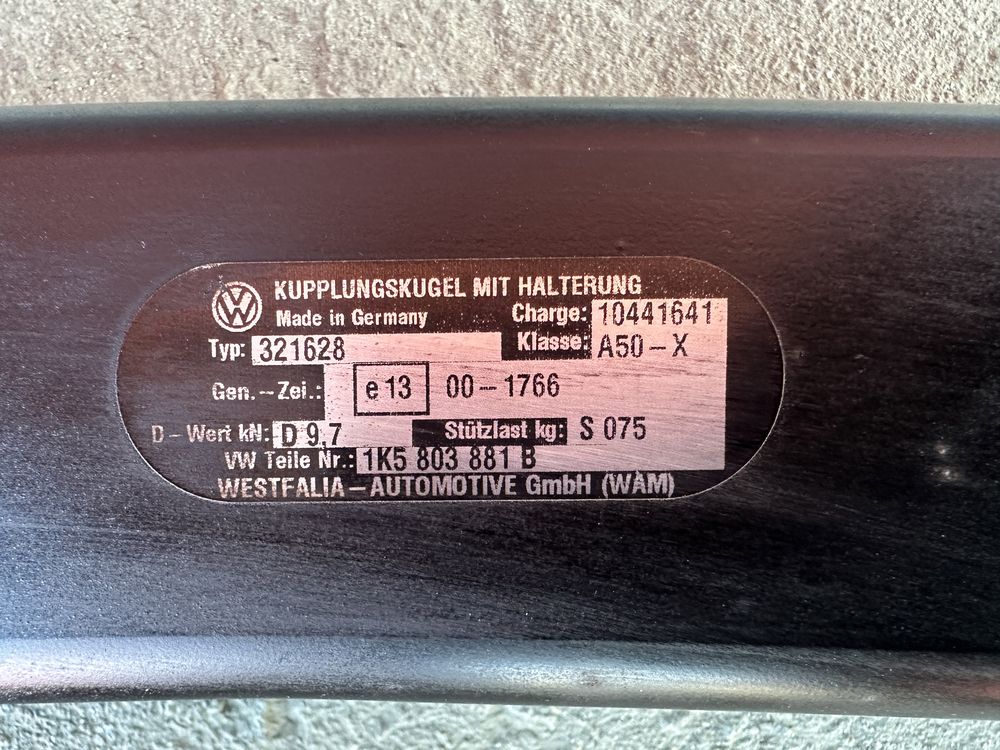 KUPPLUNGSKUGEL MIT HALTERUNG
Made in Germany Charge: 10441641
Typ: 321628 Klasse: A50-X
Gen.-Zei.: e13 00-1766
D-Wert kN: D 9,7 Stützlast kg: S 075
VW Teile Nr.: 1K5 803 881 B
WESTFALIA-AUTOMOTIVE GmbH (WAM)